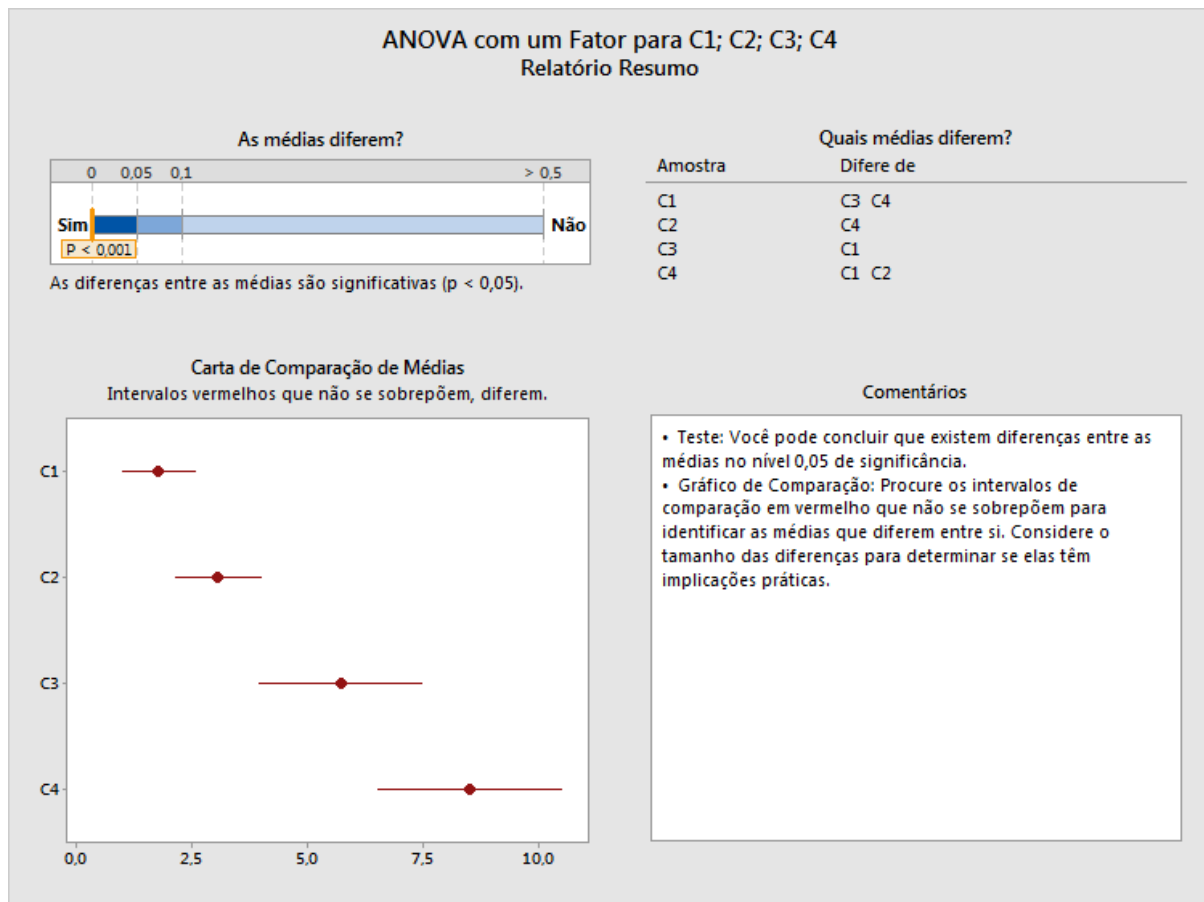 ANOVA com um Fator para C1; C2; C3; C4
Relatório Resumo
As médias diferem?
0 0,05 0,1 > 0,5
Sim Não
P < 0,001
As diferenças entre as médias são significativas (p < 0,05).
Quais médias diferem?
Amostra Difere de
C1 C3 C4
C2 C4
C3 C1
C4 C1 C2
Carta de Comparação de Médias
Intervalos vermelhos que não se sobrepõem, diferem.
C1
C2
C3
C4
0,0 2,5 5,0 7,5 10,0
Comentários
• Teste: Você pode concluir que existem diferenças entre as
médias no nível 0,05 de significância.
• Gráfico de Comparação: Procure os intervalos de
comparação em vermelho que não se sobrepõem para
identificar as médias que diferem entre si. Considere o
tamanho das diferenças para determinar se elas têm
implicações práticas.